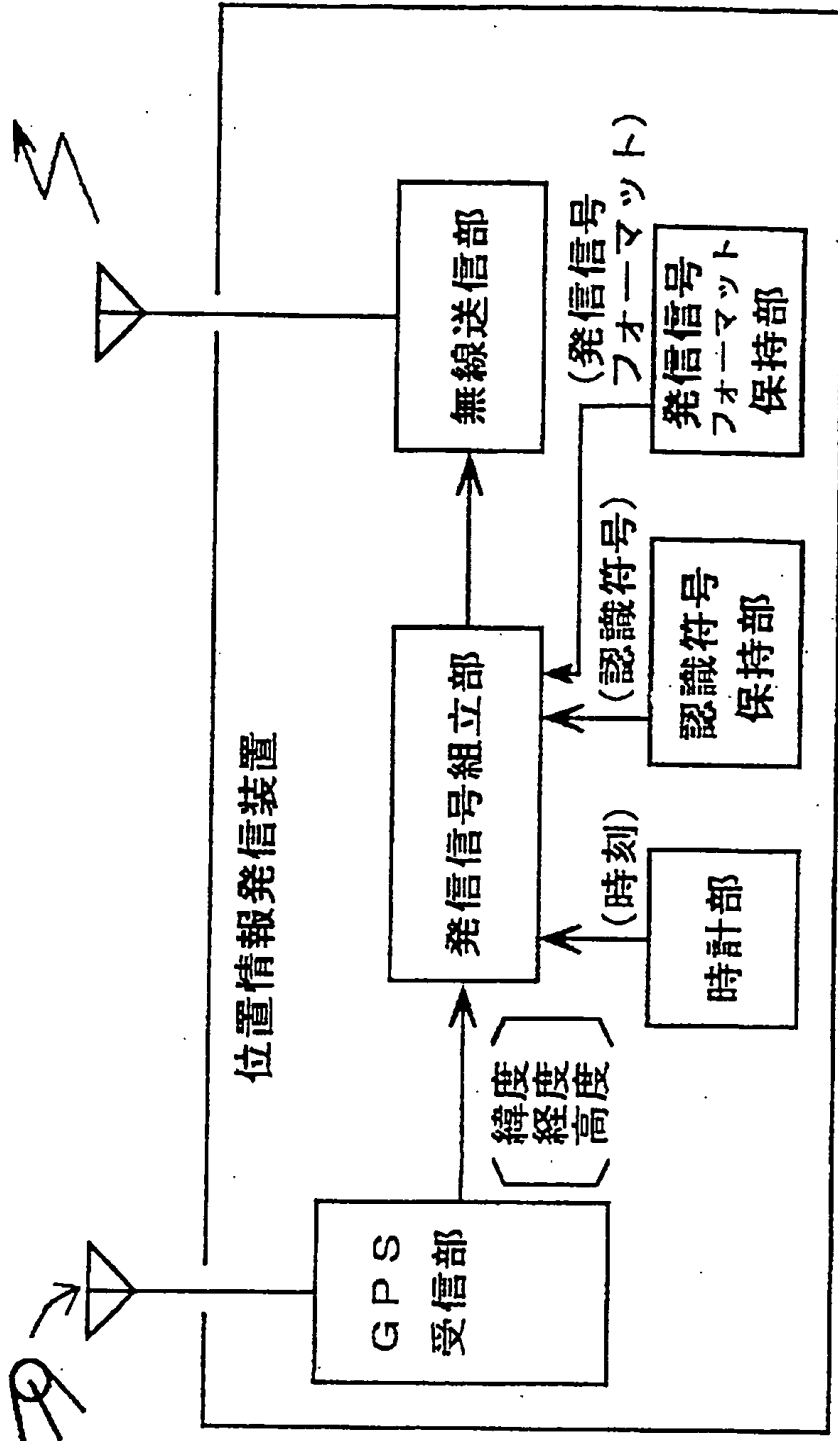 位置情報発信装置
GPS
受信部
緯度
経度
高度
発信信号組立部
無線送信部
(時刻)
(認識符号)
(発信信号
フォーマット)
時計部
認識符号
保持部
発信信号
フォーマット
保持部